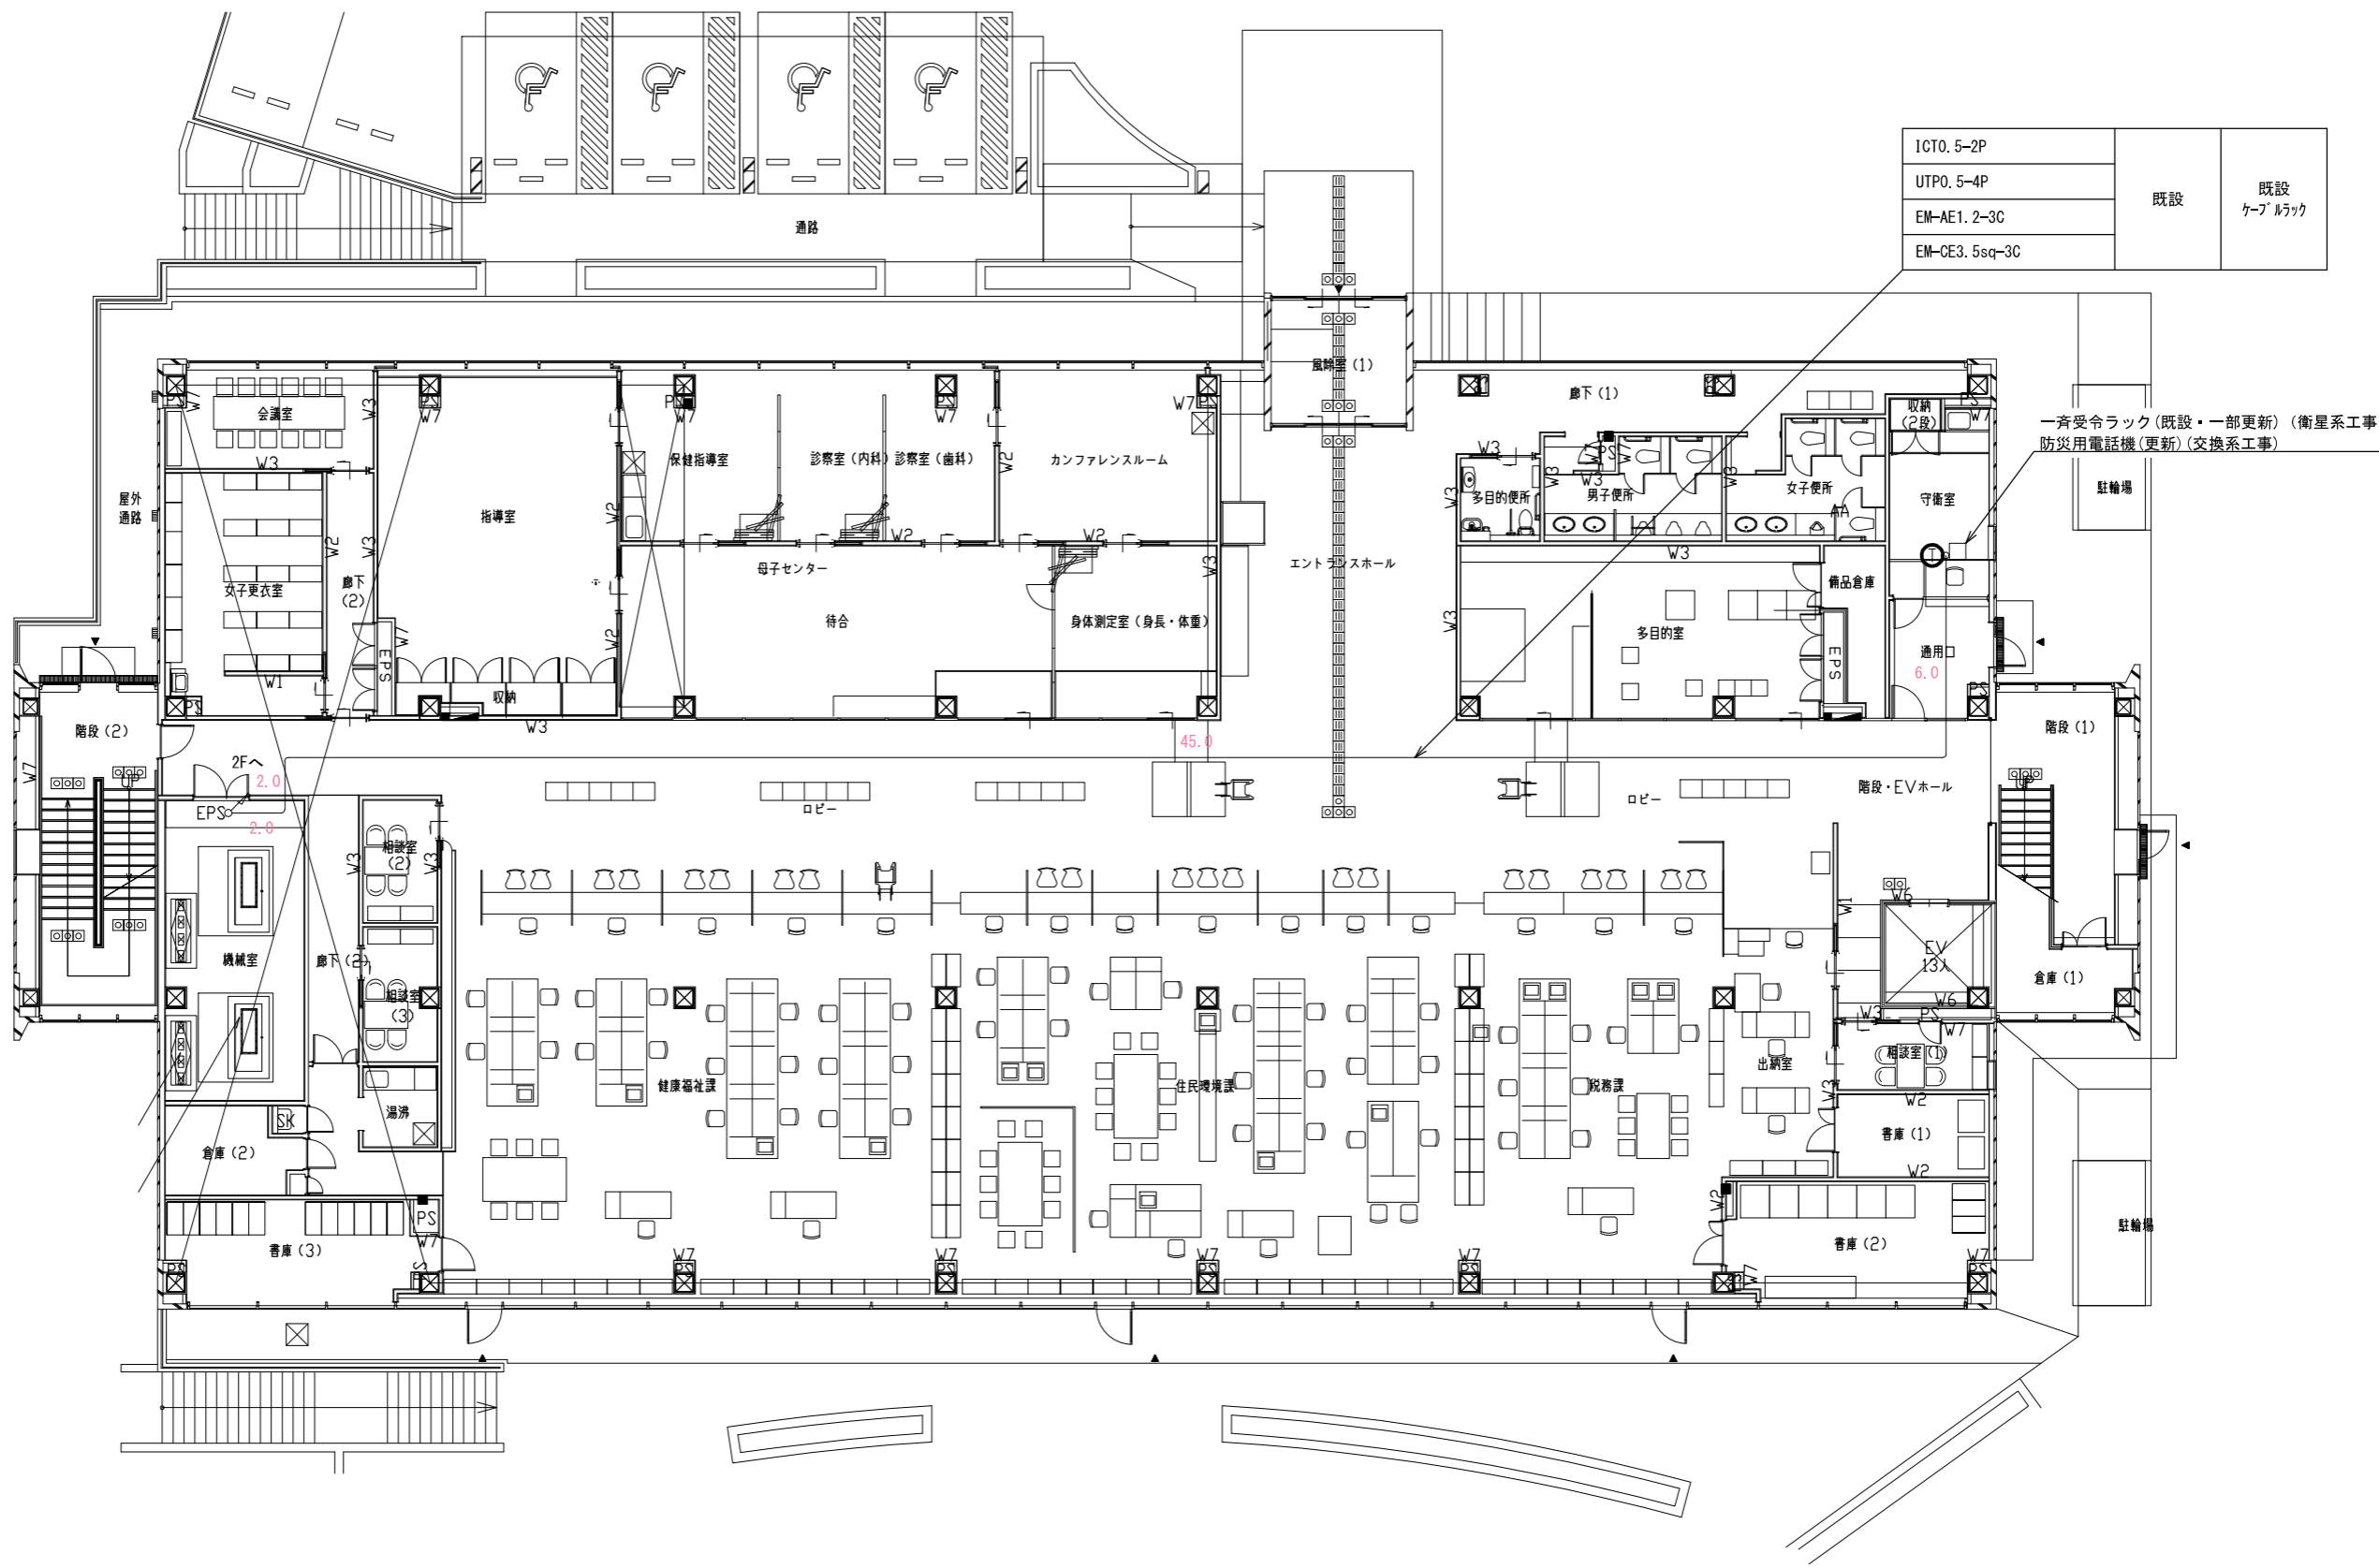 ICT0.5-2P
UTP0.5-4P
EM-AE1.2-3C
EM-CE3.5sq-3C
既設
既設
ケーブルラック
通路
風除室(1)
廊下(1)
収納
(2段)
一斉受令ラック(既設・一部更新)(衛星系工事
防災用電話機(更新)(交換系工事)
会議室
屋外
通路
女子更衣室
廊下
(2)
指導室
収納
保健指導室
診察室(内科)
診察室(歯科)
カンファレンスルーム
母子センター
待合
身体測定室(身長・体重)
エントランスホール
多目的便所
男子便所
女子便所
守衛室
駐輪場
備品倉庫
多目的室
通用口
6.0
EPS
EPS
階段(2)
階段(1)
UP
2Fへ
2.0
EPS
2.0
45.0
ロビー
ロビー
階段・EVホール
相談室
(2)
機械室
廊下(2)
相談室
(3)
湯沸
SK
倉庫(2)
書庫(3)
PS
健康福祉課
住民環境課
税務課
出納室
EV
13人
倉庫(1)
相談室(1)
書庫(1)
書庫(2)
駐輪場
W1
W2
W3
W6
W7
PS
AA